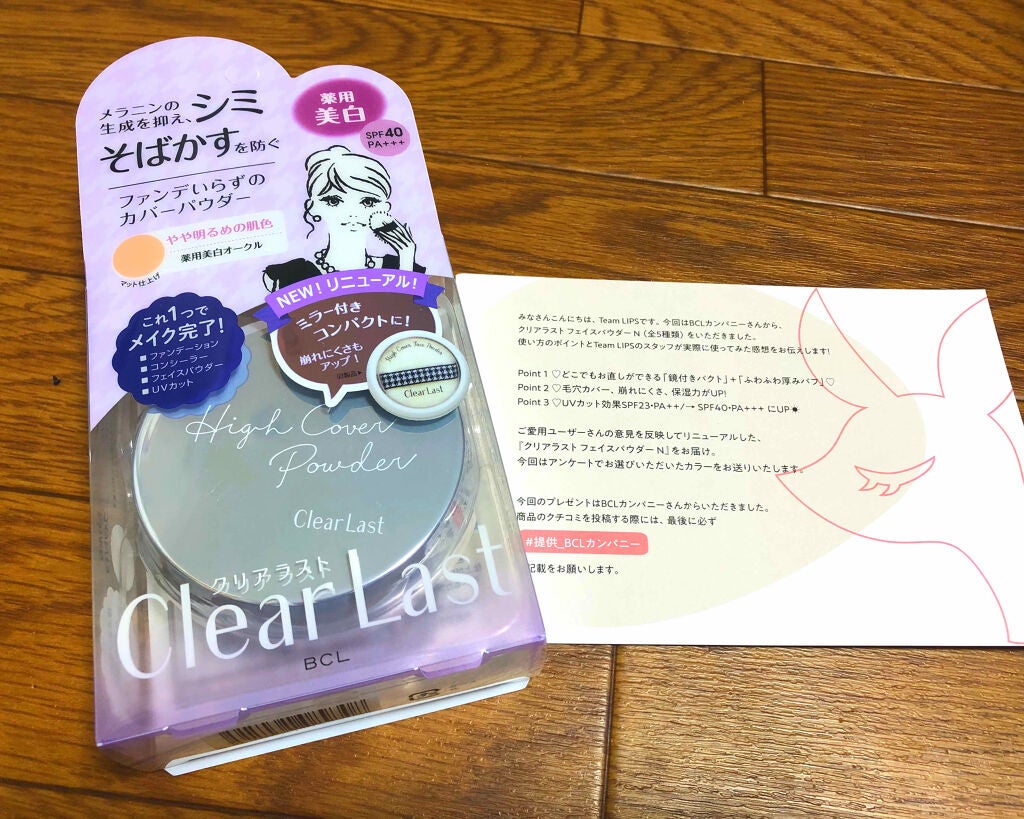 メラニンの
生成を抑え、シミ
そばかすを防ぐ
薬用
美白
SPF40
PA+++
ファンデいらずの
カバーパウダー
やや明るめの肌色
薬用美白オークル
マット仕上げ
NEW!リニューアル!
ミラー付き
コンパクトに!
崩れにくさも
アップ!
これ1つで
メイク完了!
■ファンデーション
■コンシーラー
■フェイスパウダー
■UVカット
High Cover Face Powder
Clear Last
High Cover
Powder
Clear Last
クリアラスト
Clear Last
BCL
みなさんこんにちは、Team LIPSです。今回はBCLカンパニーさんから、
クリアラスト フェイスパウダー N(全5種類)をいただきました。
使い方のポイントとTeam LIPSのスタッフが実際に使ってみた感想をお伝えします!
Point 1 ♡どこでもお直しができる「鏡付きパクト」+「ふわふわ厚みパフ」♡
Point 2 ♡毛穴カバー、崩れにくさ、保湿力がUP!
Point 3 ♡UVカット効果SPF23・PA++/→ SPF40・PA+++ にUP☀
ご愛用ユーザーさんの意見を反映してリニューアルした、
『クリアラスト フェイスパウダー N』をお届け。
今回はアンケートでお選びいただいたカラーをお送りいたします。
今回のプレゼントはBCLカンパニーさんからいただきました。
商品のクチコミを投稿する際には、最後に必ず
#提供_BCLカンパニー
記載をお願いします。